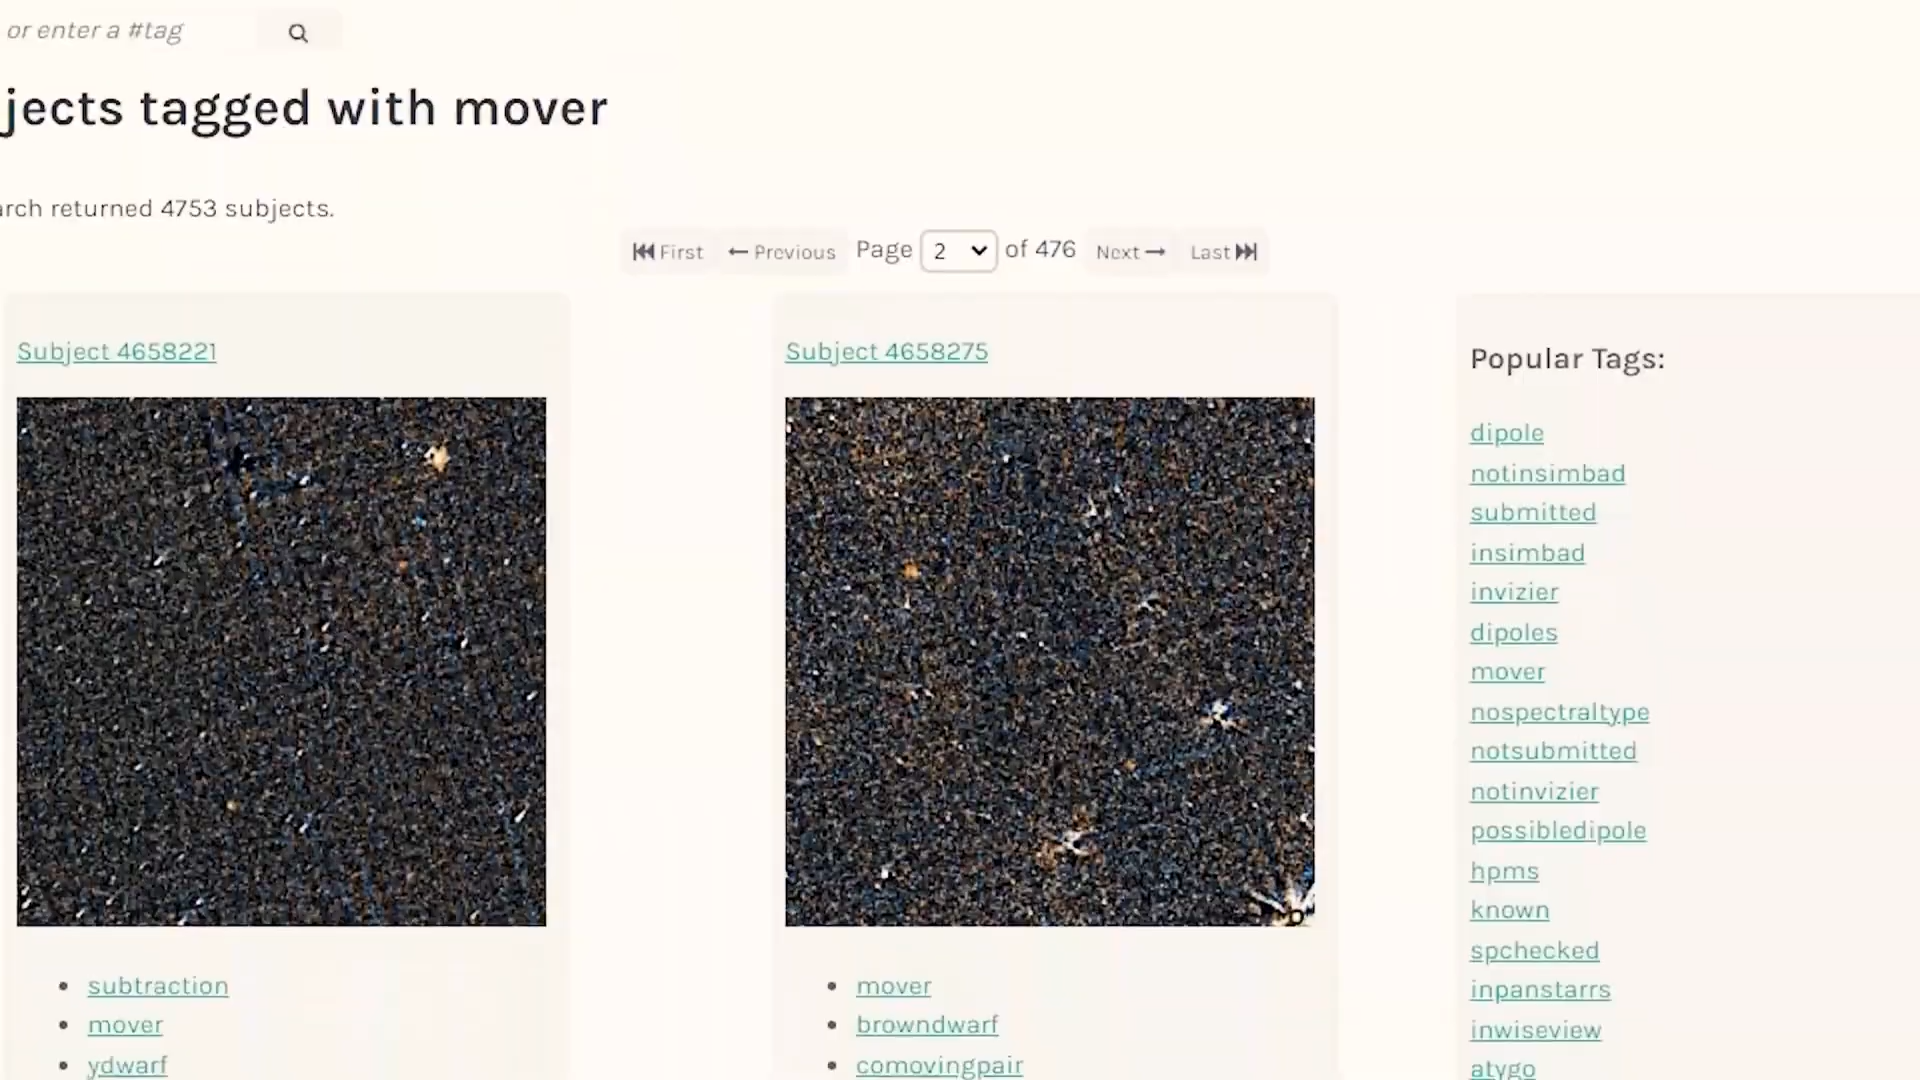 or enter a #tag
jects tagged with mover
arch returned 4753 subjects.
First Previous Page 2 of 476 Next Last
Subject 4658221
Subject 4658275
Popular Tags:
dipole
notinsimbad
submitted
insimbad
invizier
dipoles
mover
nospectraltype
notsubmitted
notinvizier
possibledipole
hpms
known
spchecked
inpanstarrs
inwiseview
atygo
subtraction
mover
ydwarf
mover
browndwarf
comovingpair